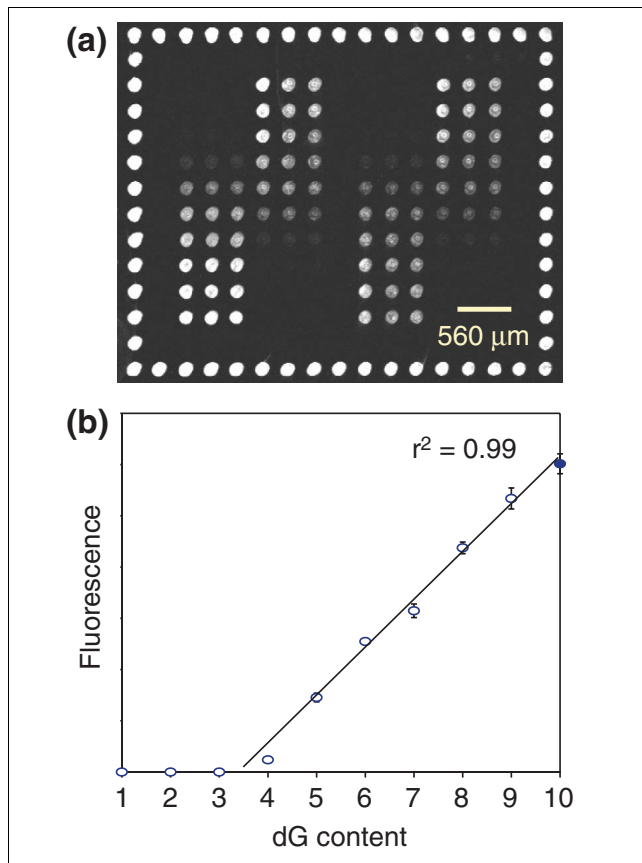 (a)
560 μm
(b)
r² = 0.99
Fluorescence
1 2 3 4 5 6 7 8 9 10
dG content